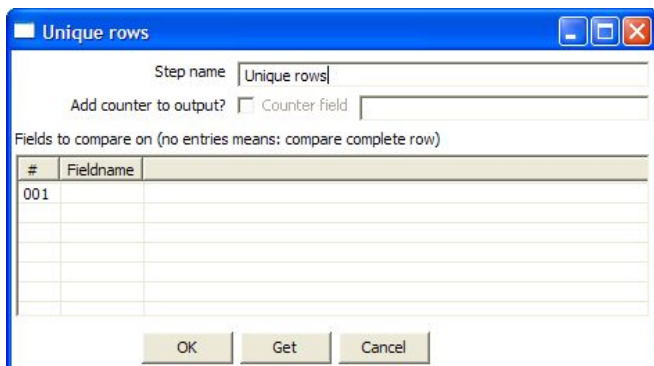 Unique rows
Step name Unique rows
Add counter to output? Counter field
Fields to compare on (no entries means: compare complete row)
# Fieldname
001
OK Get Cancel